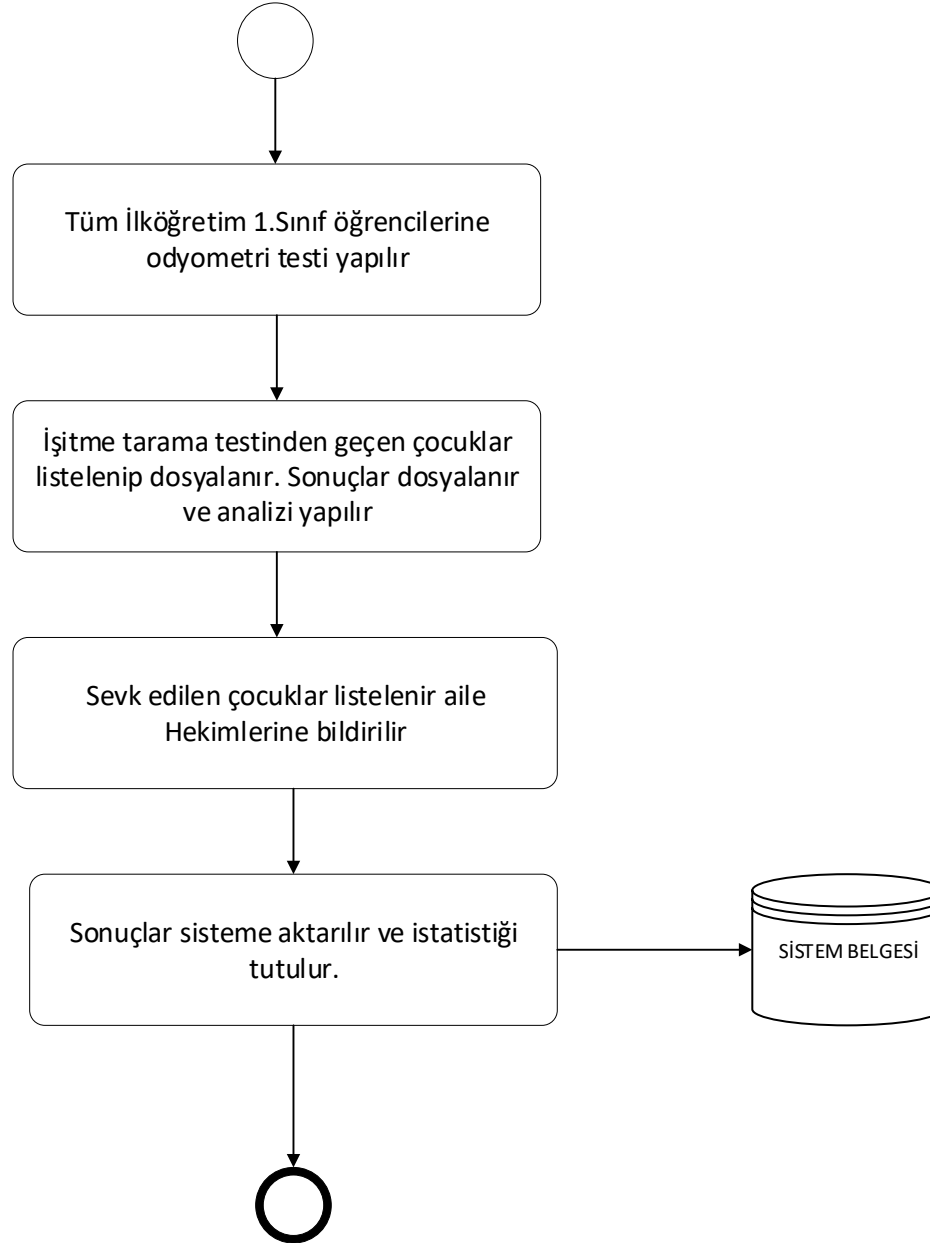 Tüm İlköğretim 1.Sınıf öğrencilerine
odyometri testi yapılır
İşitme tarama testinden geçen çocuklar
listelenip dosyalanır. Sonuçlar dosyalanır
ve analizi yapılır
Sevk edilen çocuklar listelenir aile
Hekimlerine bildirilir
Sonuçlar sisteme aktarılır ve istatistiği
tutulur.
SİSTEM BELGESİ